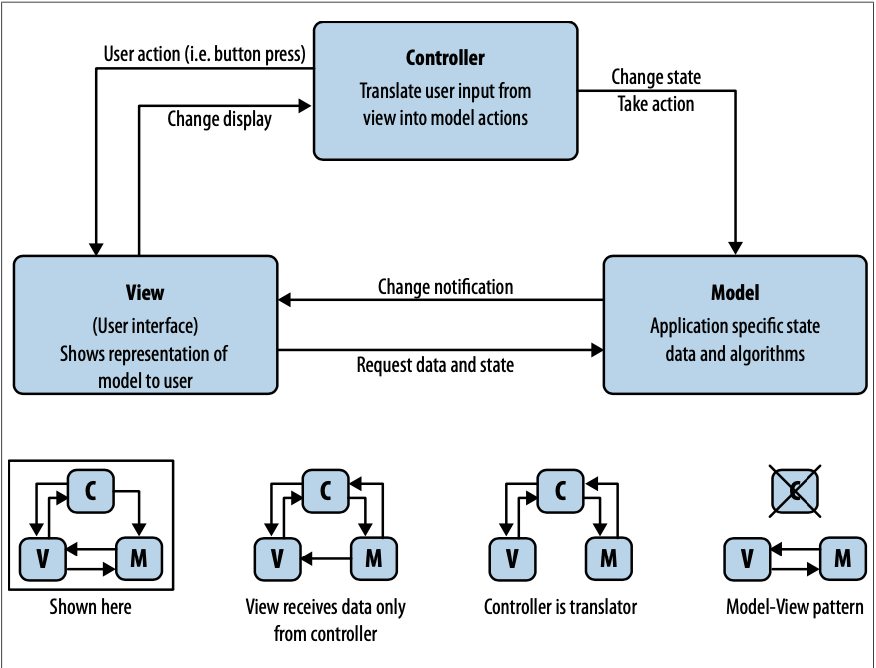 Controller
Translate user input from
view into model actions
User action (i.e. button press)
Change display
Change state
Take action
View
(User interface)
Shows representation of
model to user
Change notification
Request data and state
Model
Application specific state
data and algorithms
C
V
M
Shown here
C
V
M
View receives data only
from controller
C
V
M
Controller is translator
C
V
M
Model-View pattern